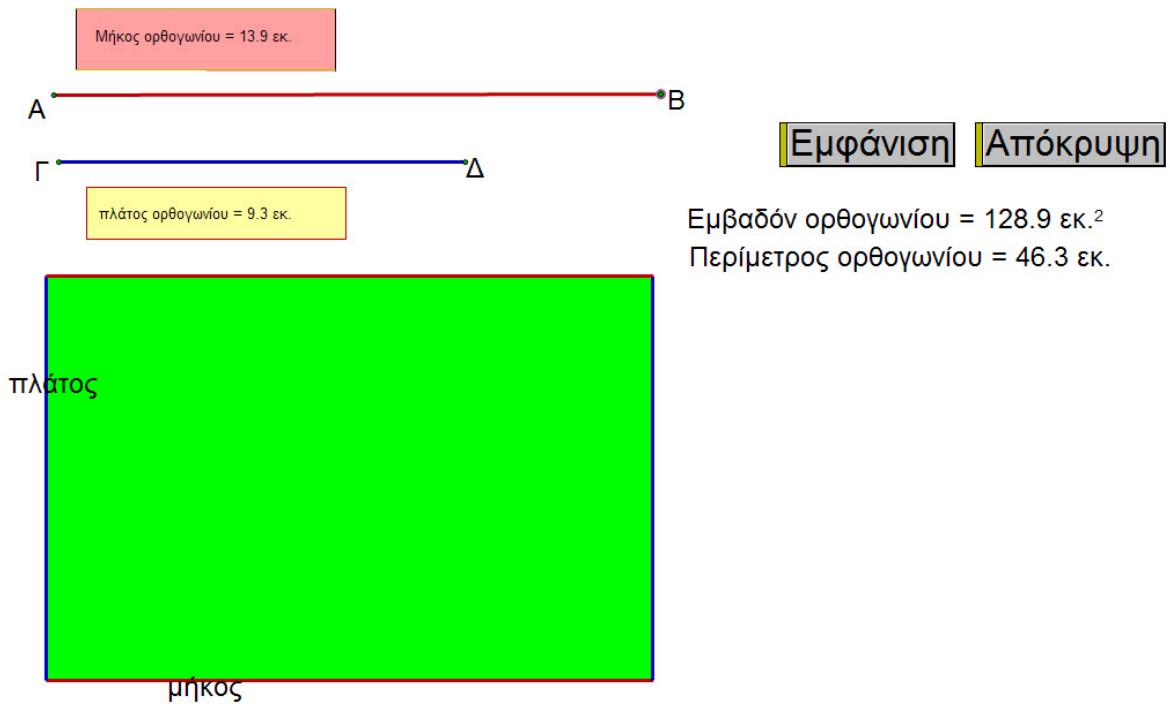 Μήκος ορθογωνίου = 13.9 εκ.
Α
Β
Γ
Δ
πλάτος ορθογωνίου = 9.3 εκ.
Εμφάνιση
Απόκρυψη
Εμβαδόν ορθογωνίου = 128.9 εκ.²
Περίμετρος ορθογωνίου = 46.3 εκ.
πλάτος
μήκος